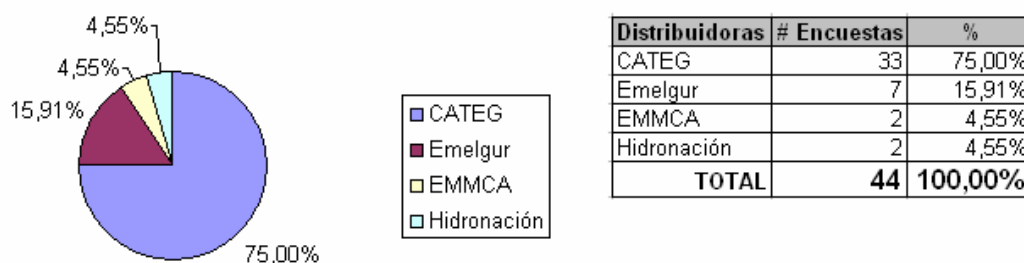 4,55%
4,55%
15,91%
75,00%
CATEG
Emelgur
EMMCA
Hidronación
Distribuidoras # Encuestas %
CATEG 33 75,00%
Emelgur 7 15,91%
EMMCA 2 4,55%
Hidronación 2 4,55%
TOTAL 44 100,00%